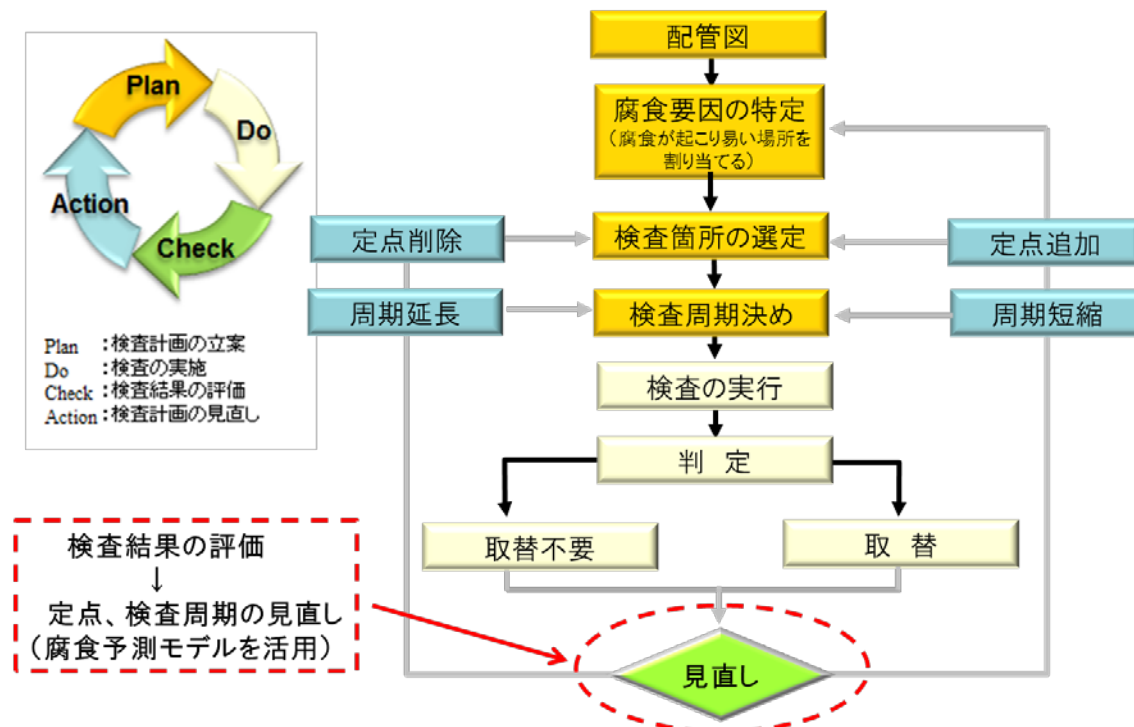 Plan
Do
Check
Action
Plan ：検査計画の立案
Do ：検査の実施
Check ：検査結果の評価
Action ：検査計画の見直し
配管図
腐食要因の特定
（腐食が起こり易い場所を
割り当てる）
定点削除
検査箇所の選定
定点追加
周期延長
検査周期決め
周期短縮
検査の実行
判 定
取替不要
取 替
検査結果の評価
↓
定点、検査周期の見直し
（腐食予測モデルを活用）
見直し